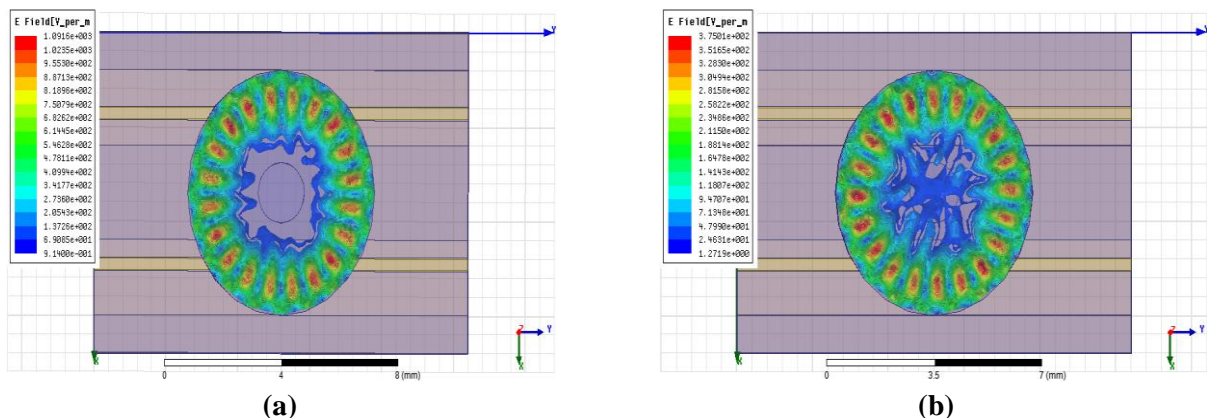 E Field[V_per_m
1.0916e+003
1.0235e+003
9.5530e+002
8.8713e+002
8.1896e+002
7.5079e+002
6.8262e+002
6.1445e+002
5.4628e+002
4.7811e+002
4.0994e+002
3.4177e+002
2.7360e+002
2.0543e+002
1.3726e+002
6.9085e+001
9.1400e-001
Y
X
Z
Y
X
0
4
8 (mm)
(a)
E Field[V_per_m
3.7501e+002
3.5165e+002
3.2830e+002
3.0494e+002
2.8158e+002
2.5822e+002
2.3486e+002
2.1150e+002
1.8814e+002
1.6478e+002
1.4143e+002
1.1807e+002
9.4707e+001
7.1348e+001
4.7990e+001
2.4631e+001
1.2719e+000
Y
X
Z
Y
X
0
3.5
7 (mm)
(b)